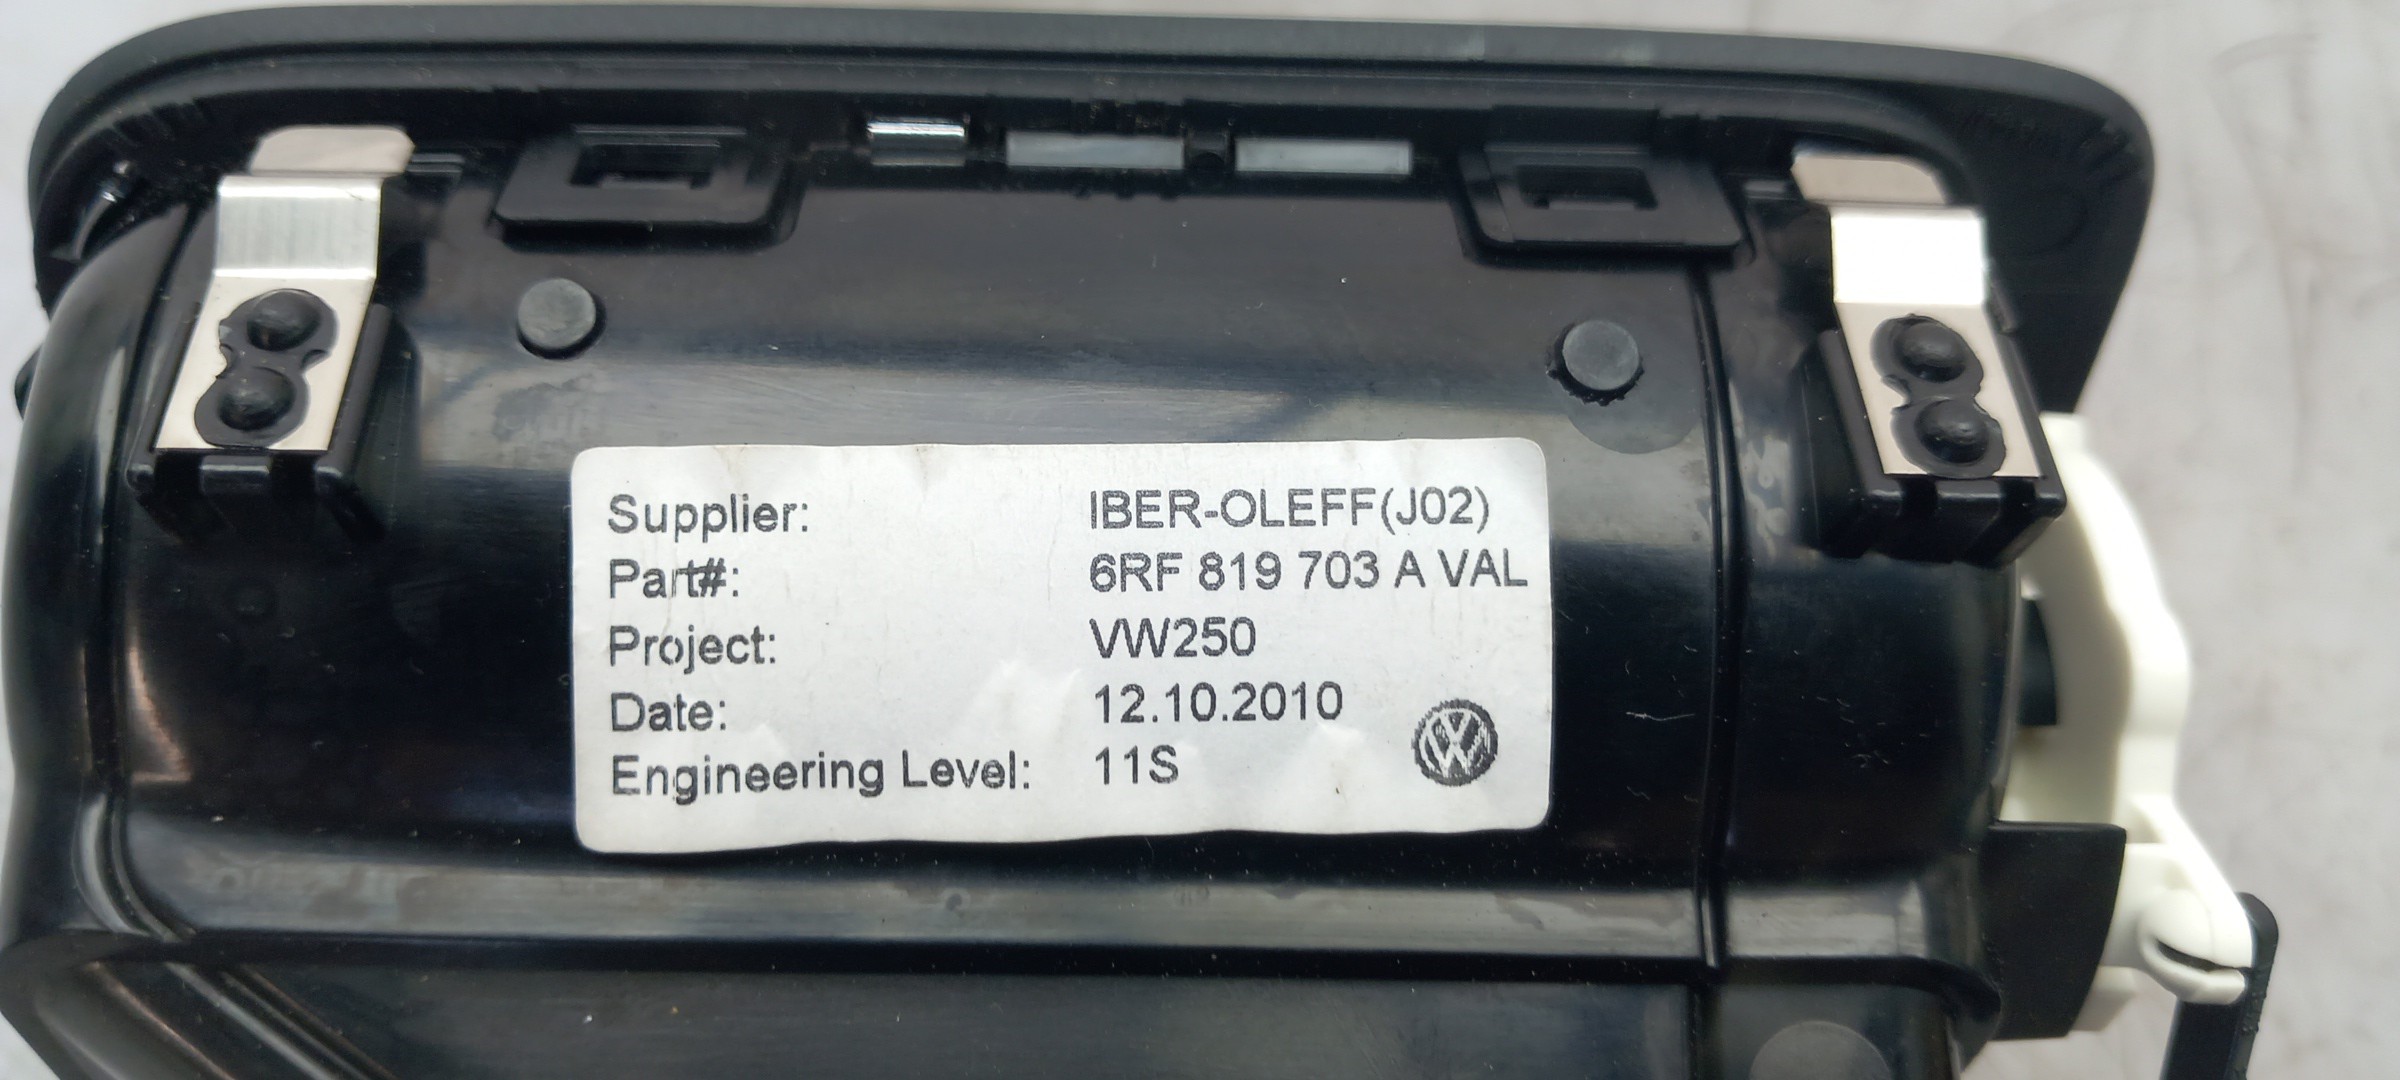 Supplier: IBER-OLEFF(J02)
Part#: 6RF 819 703 A VAL
Project: VW250
Date: 12.10.2010
Engineering Level: 11S